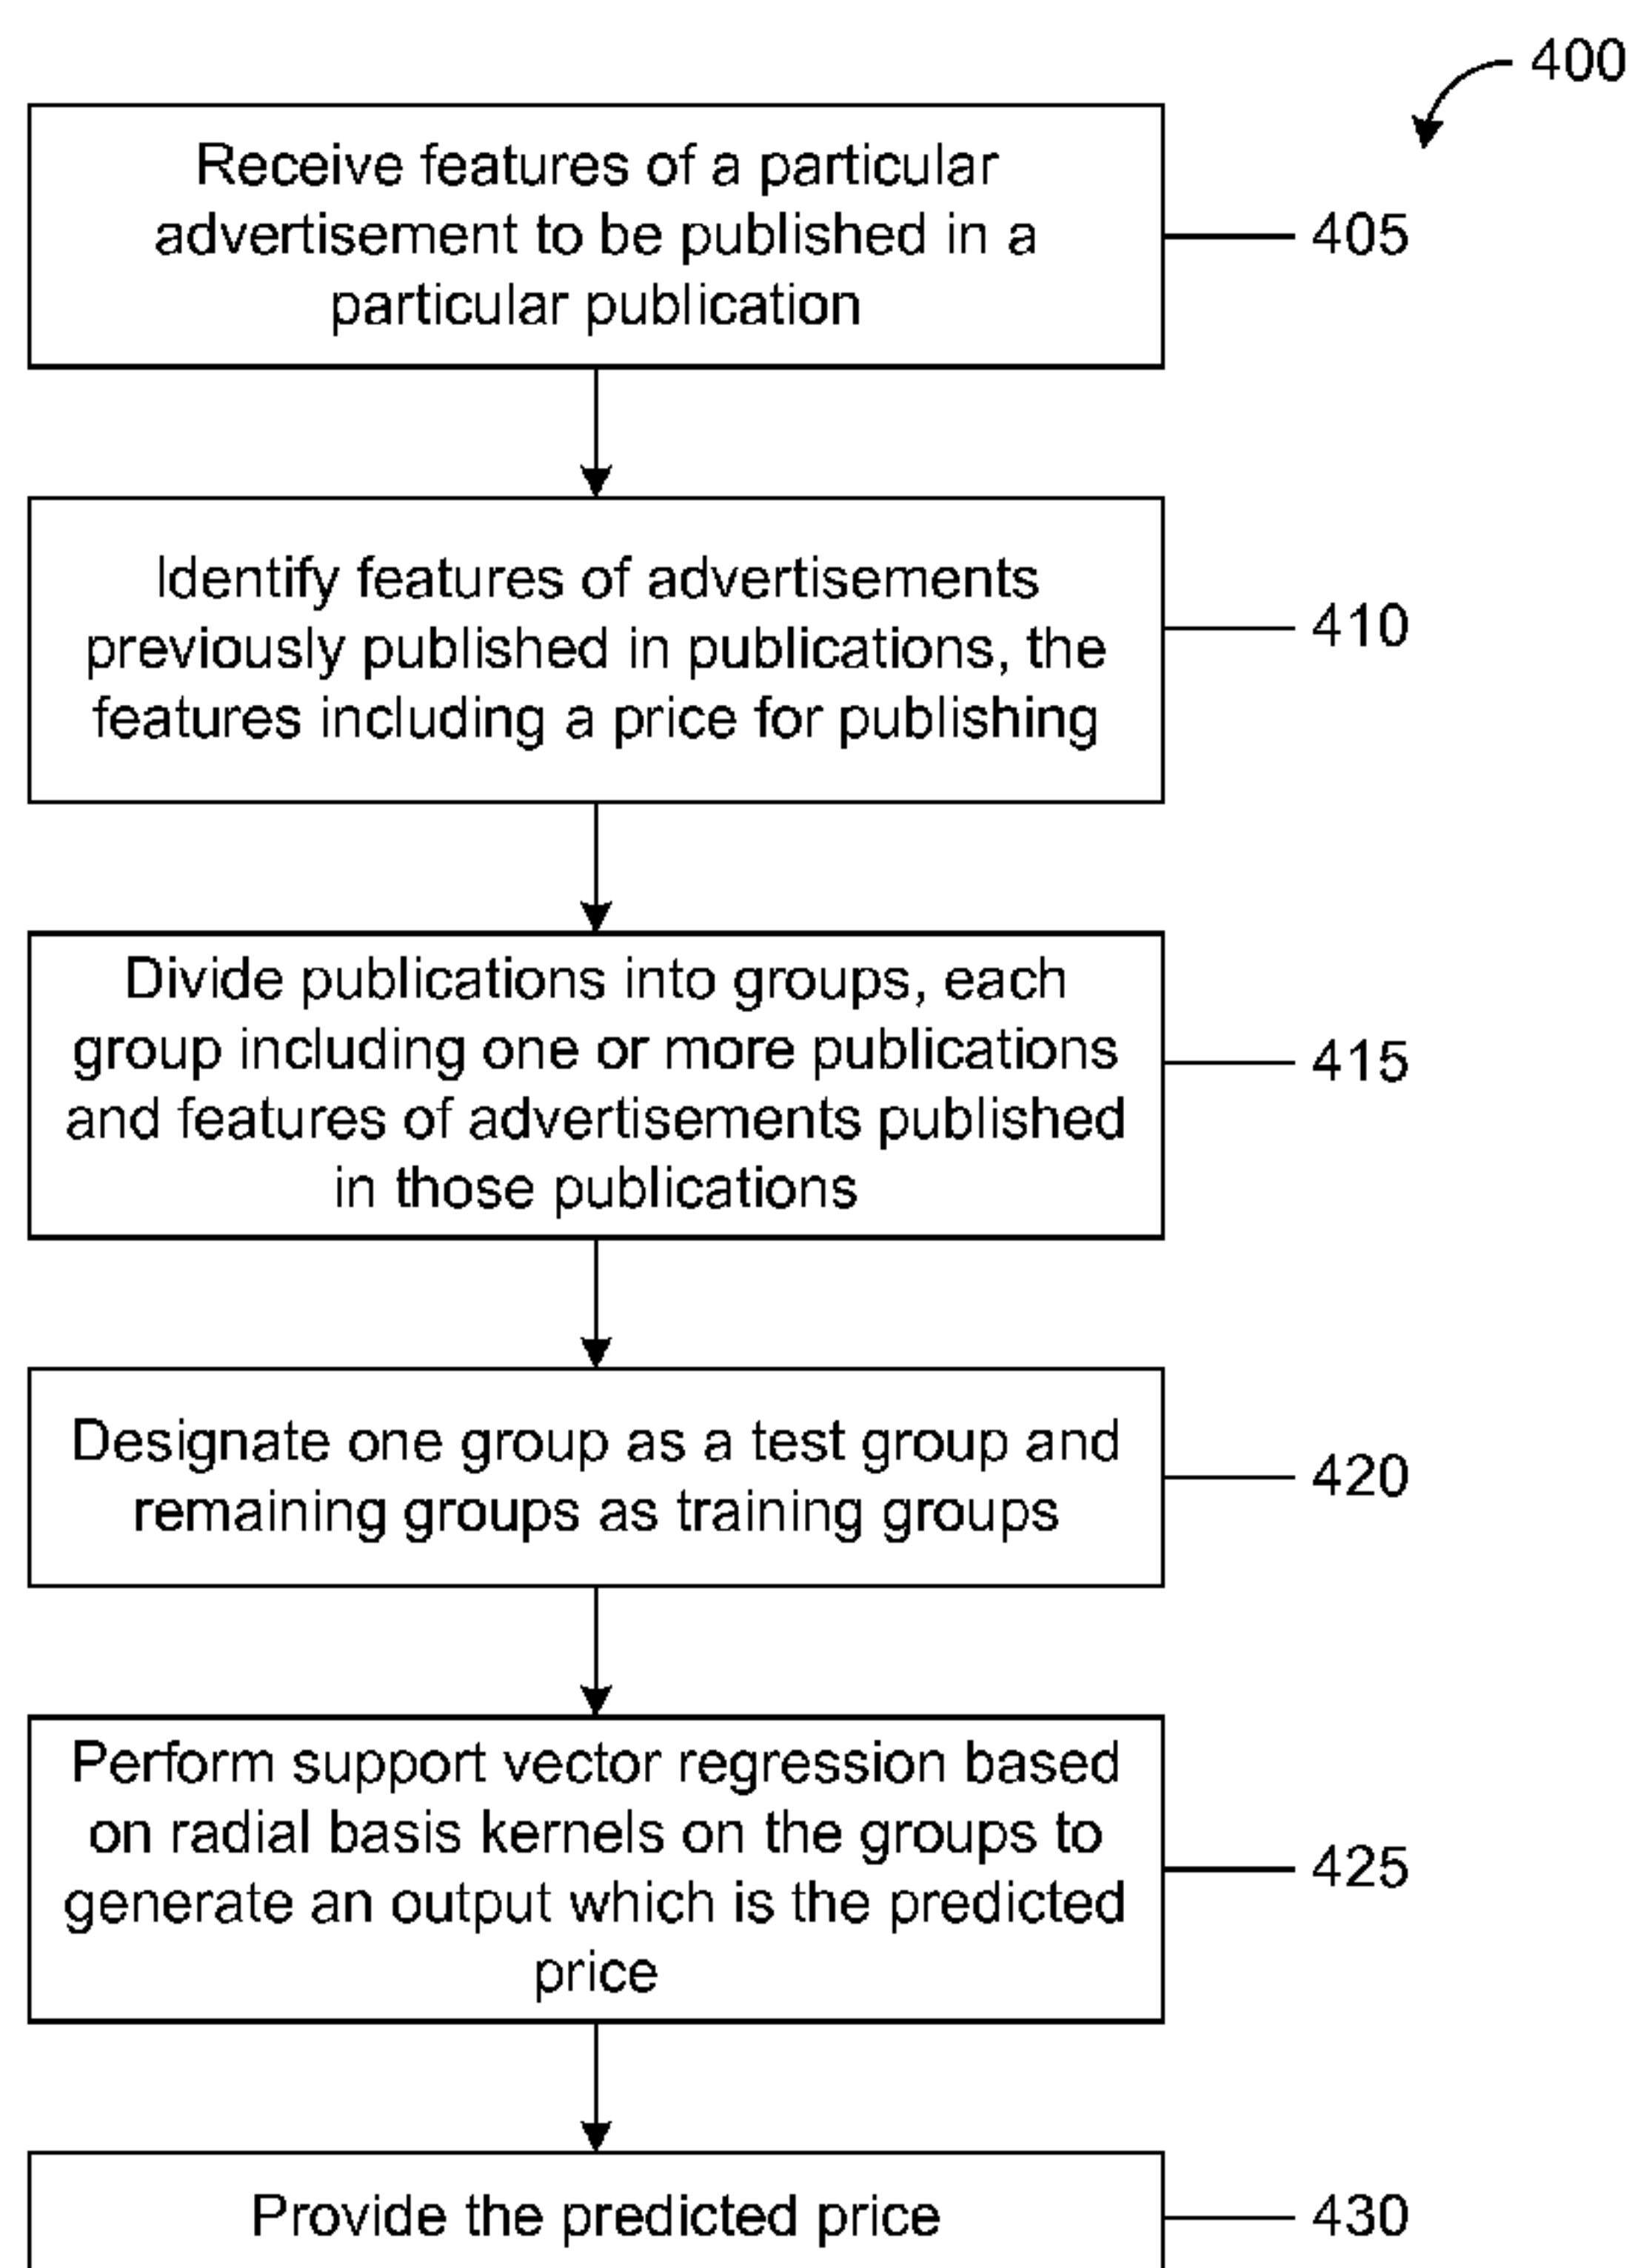 400
Receive features of a particular
advertisement to be published in a
particular publication
405
Identify features of advertisements
previously published in publications, the
features including a price for publishing
410
Divide publications into groups, each
group including one or more publications
and features of advertisements published
in those publications
415
Designate one group as a test group and
remaining groups as training groups
420
Perform support vector regression based
on radial basis kernels on the groups to
generate an output which is the predicted
price
425
Provide the predicted price
430